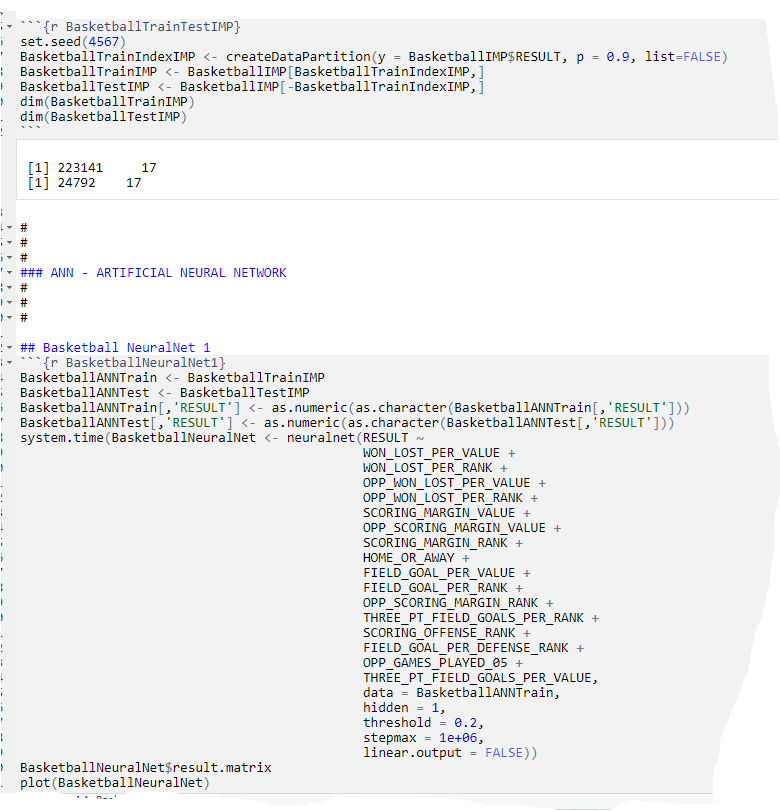 ```{r BasketballTrainTestIMP}
set.seed(4567)
BasketballTrainIndexIMP <- createDataPartition(y = BasketballIMP$RESULT, p = 0.9, list=FALSE)
BasketballTrainIMP <- BasketballIMP[BasketballTrainIndexIMP,]
BasketballTestIMP <- BasketballIMP[-BasketballTrainIndexIMP,]
dim(BasketballTrainIMP)
dim(BasketballTestIMP)
```
[1] 223141     17
[1] 24792    17
#
#
#
### ANN - ARTIFICIAL NEURAL NETWORK
#
#
#
## Basketball NeuralNet 1
```{r BasketballNeuralNet1}
BasketballANNTrain <- BasketballTrainIMP
BasketballANNTest <- BasketballTestIMP
BasketballANNTrain[,'RESULT'] <- as.numeric(as.character(BasketballANNTrain[,'RESULT']))
BasketballANNTest[,'RESULT'] <- as.numeric(as.character(BasketballANNTest[,'RESULT']))
system.time(BasketballNeuralNet <- neuralnet(RESULT ~
WON_LOST_PER_VALUE +
WON_LOST_PER_RANK +
OPP_WON_LOST_PER_VALUE +
OPP_WON_LOST_PER_RANK +
SCORING_MARGIN_VALUE +
OPP_SCORING_MARGIN_VALUE +
SCORING_MARGIN_RANK +
HOME_OR_AWAY +
FIELD_GOAL_PER_VALUE +
FIELD_GOAL_PER_RANK +
OPP_SCORING_MARGIN_RANK +
THREE_PT_FIELD_GOALS_PER_RANK +
SCORING_OFFENSE_RANK +
FIELD_GOAL_PER_DEFENSE_RANK +
OPP_GAMES_PLAYED_05 +
THREE_PT_FIELD_GOALS_PER_VALUE,
data = BasketballANNTrain,
hidden = 1,
threshold = 0.2,
stepmax = 1e+06,
linear.output = FALSE))
BasketballNeuralNet$result.matrix
plot(BasketballNeuralNet)